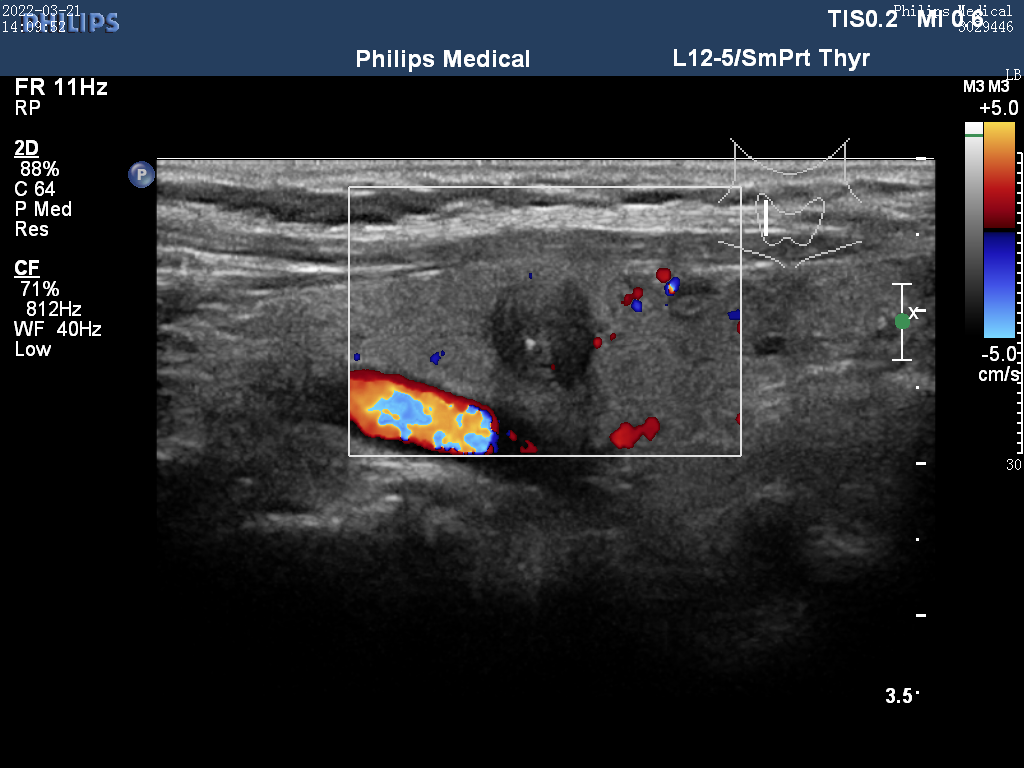 2022-03-21
14:09:52
PHILIPS
TIS0.2 MI 0.6
Philips Medical
3029446
Philips Medical
L12-5/SmPrt Thyr
LB
FR 11Hz
RP
M3 M3
+5.0
2D
88%
C 64
P Med
Res
P
CF
71%
812Hz
WF 40Hz
Low
x
-5.0
cm/s
30
3.5